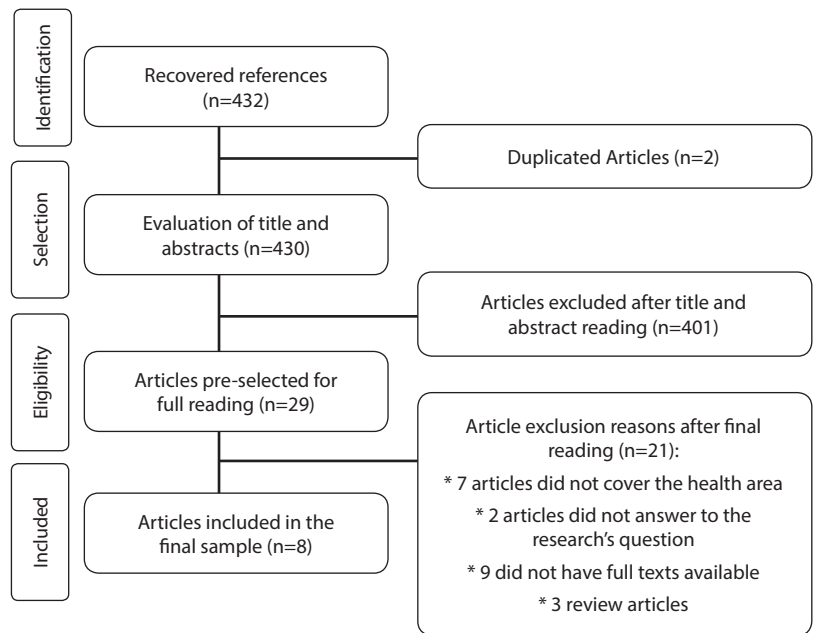 Identification
Recovered references
(n=432)
Duplicated Articles (n=2)
Selection
Evaluation of title and
abstracts (n=430)
Articles excluded after title and
abstract reading (n=401)
Eligibility
Articles pre-selected for
full reading (n=29)
Article exclusion reasons after final
reading (n=21):
* 7 articles did not cover the health area
* 2 articles did not answer to the
research's question
* 9 did not have full texts available
* 3 review articles
Included
Articles included in the
final sample (n=8)